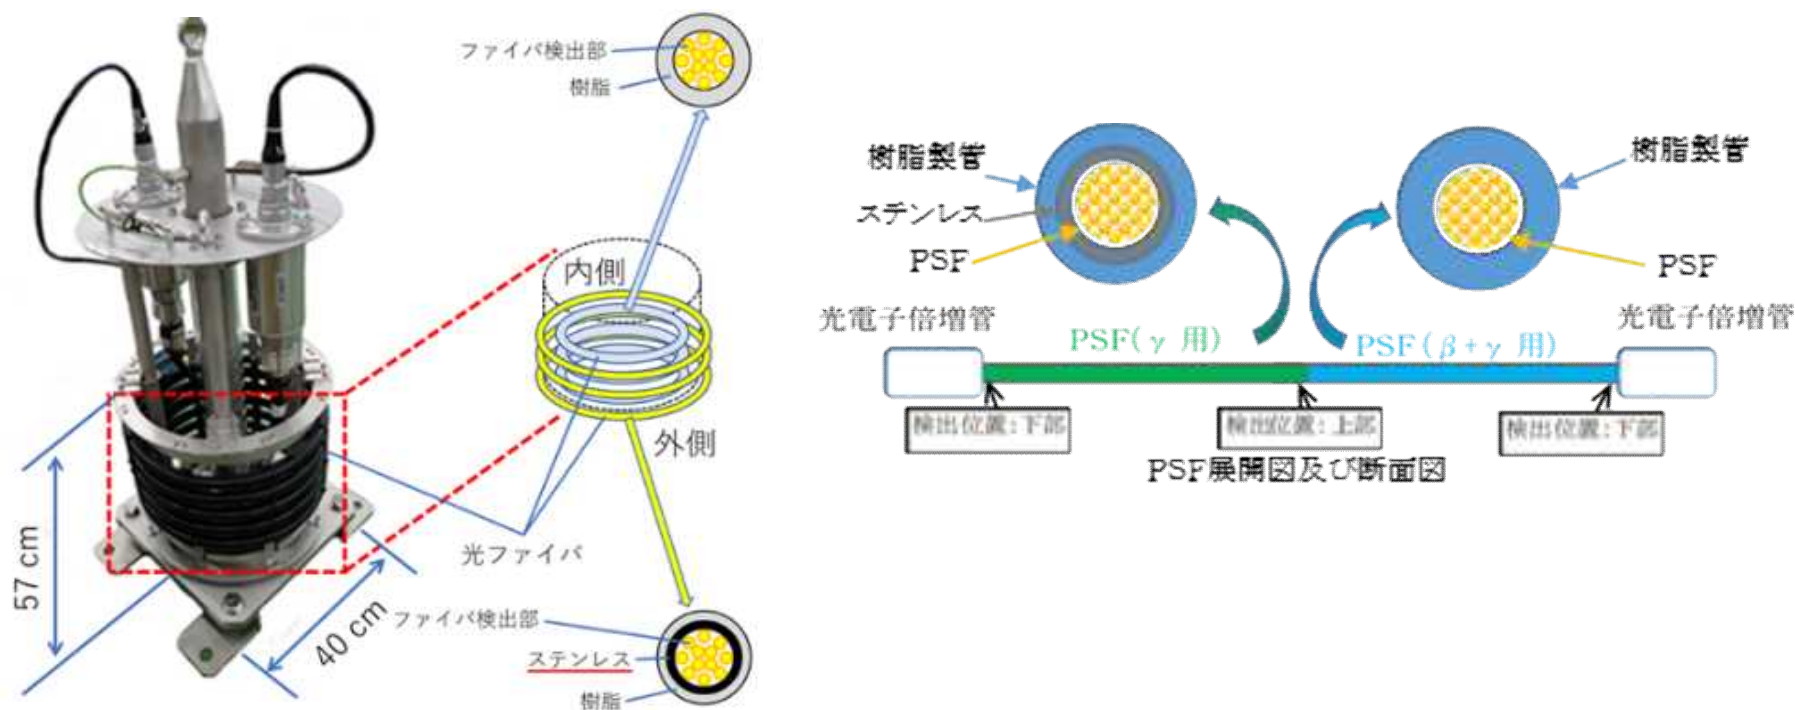 ファイバ検出部
樹脂
内側
外側
光ファイバ
57 cm
40 cm
ファイバ検出部
ステンレス
樹脂
樹脂製管
ステンレス
PSF
樹脂製管
PSF
光電子倍増管
光電子倍増管
PSF(γ 用)
PSF(β+γ 用)
検出位置:下部
検出位置:上部
検出位置:下部
PSF展開図及び断面図